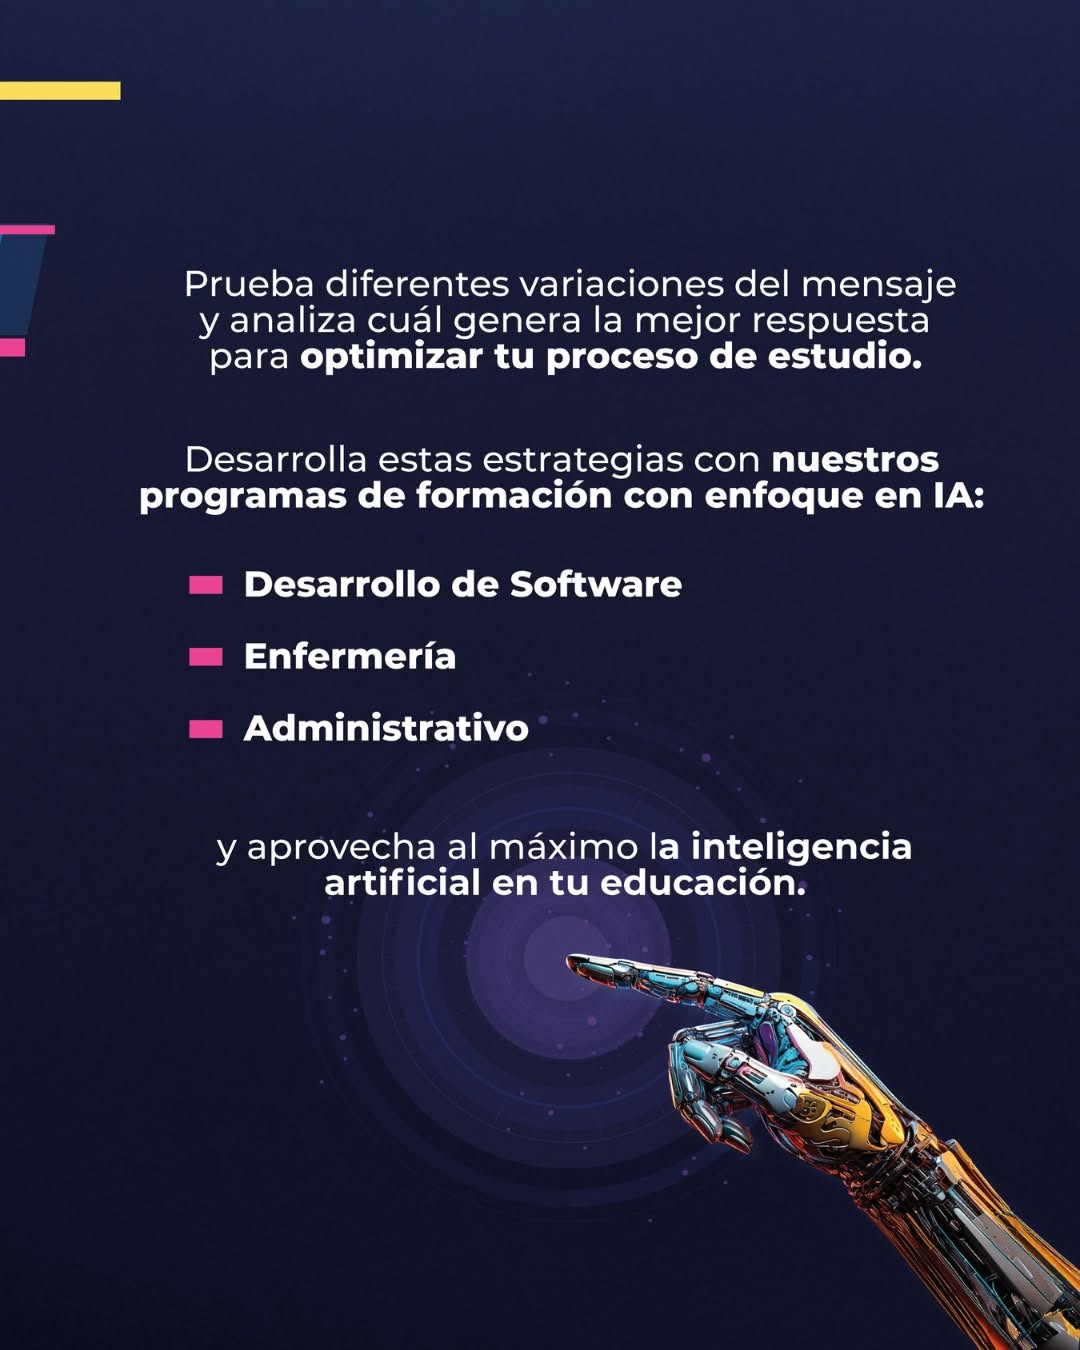 Prueba diferentes variaciones del mensaje
y analiza cuál genera la mejor respuesta
para optimizar tu proceso de estudio.
Desarrolla estas estrategias con nuestros
programas de formación con enfoque en IA:
Desarrollo de Software
Enfermería
Administrativo
y aprovecha al máximo la inteligencia
artificial en tu educación.